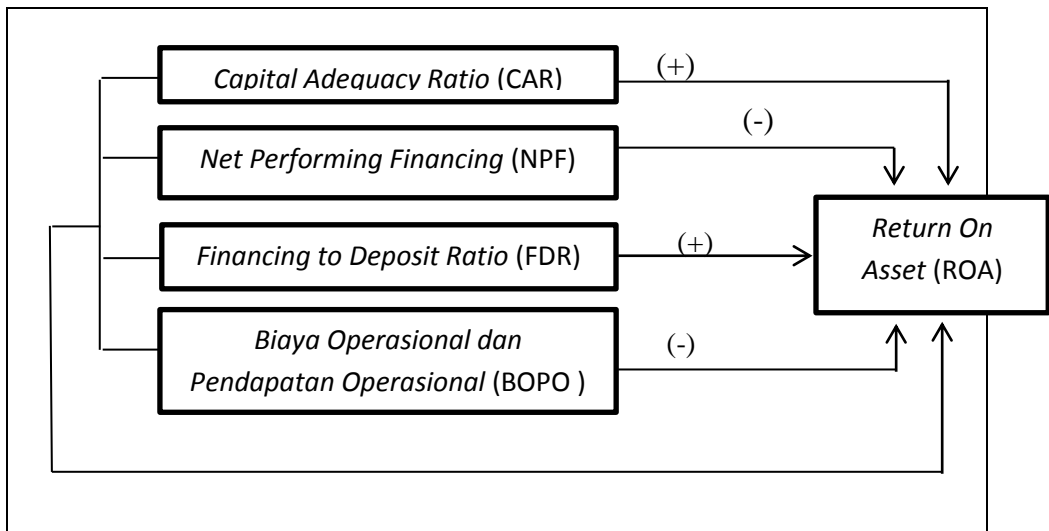 Capital Adequacy Ratio (CAR)
(+)
(-)
Net Performing Financing (NPF)
Return On
Asset (ROA)
Financing to Deposit Ratio (FDR)
(+)
Biaya Operasional dan
Pendapatan Operasional (BOPO )
(-)